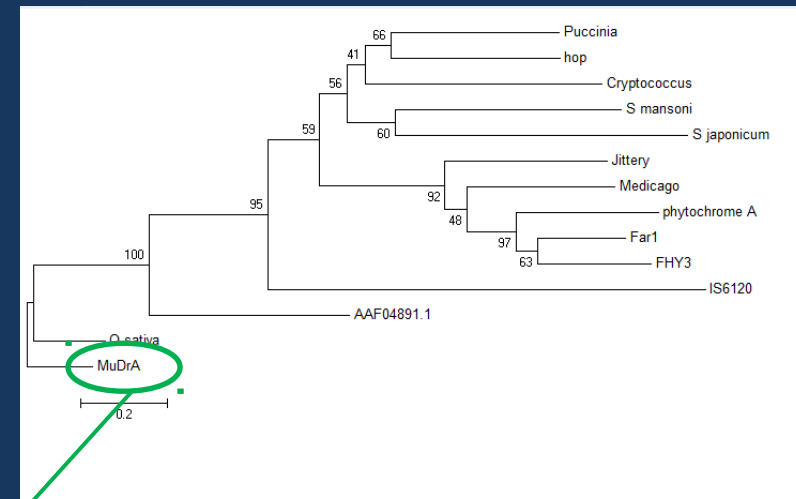 Puccinia
66
hop
41
Cryptococcus
56
S mansoni
59
60
S japonicum
Jittery
92
Medicago
95
48
phytochrome A
97
Far1
100
63
FHY3
IS6120
AAF04891.1
O sativa
MuDrA
0.2